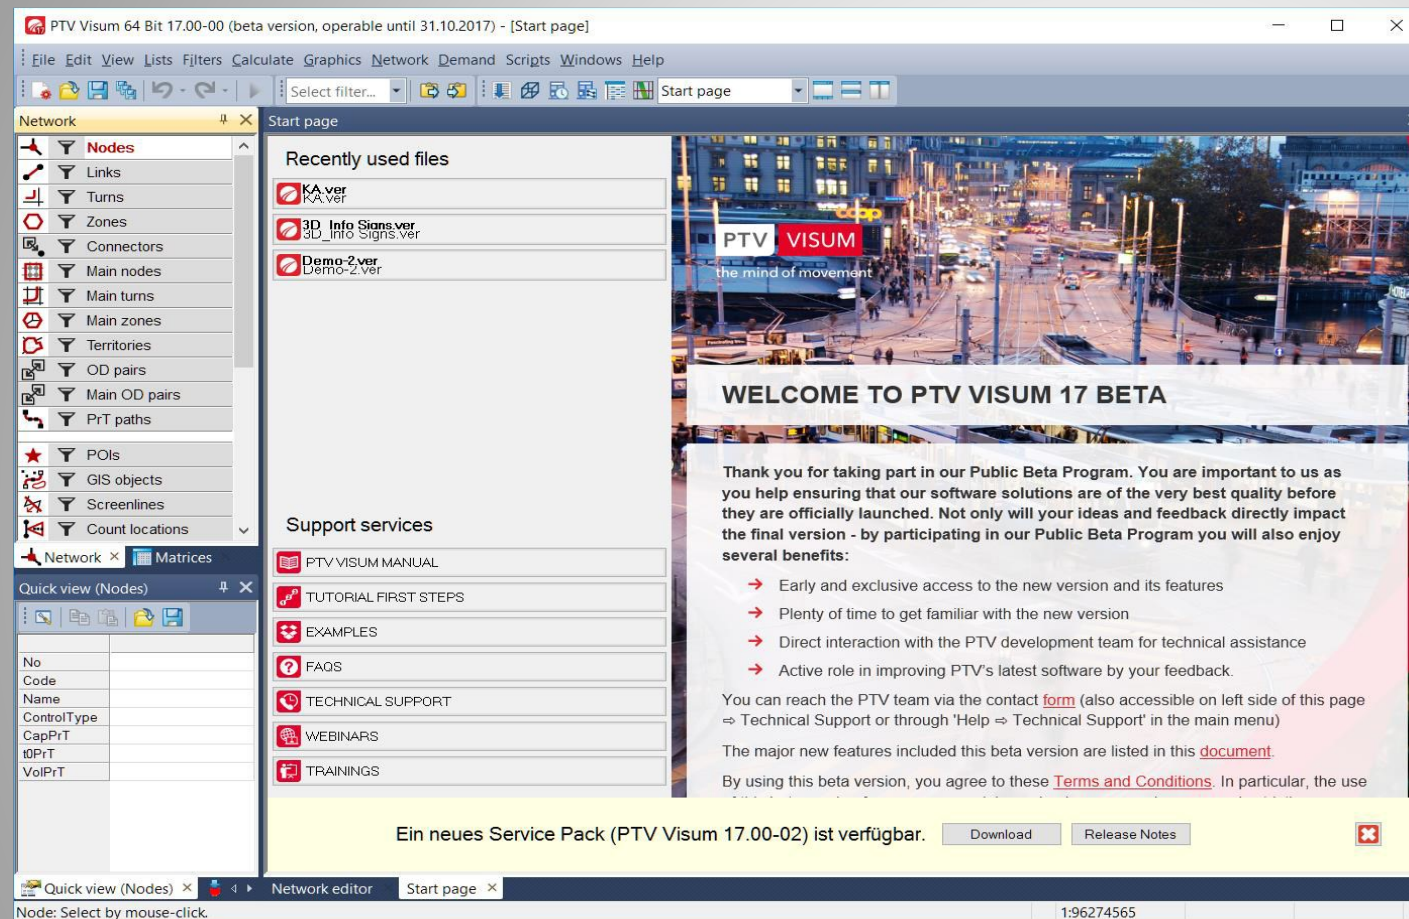 PTV Visum 64 Bit 17.00-00 (beta version, operable until 31.10.2017) - [Start page]
File Edit View Lists Filters Calculate Graphics Network Demand Scripts Windows Help
Select filter... Start page
Network
Nodes
Links
Turns
Zones
Connectors
Main nodes
Main turns
Main zones
Territories
OD pairs
Main OD pairs
PrT paths
POIs
GIS objects
Screenlines
Count locations
Network Matrices
Quick view (Nodes)
No
Code
Name
ControlType
CapPrT
t0PrT
VolPrT
Quick view (Nodes)
Start page
Recently used files
KA.ver
KA.ver
3D_Info Signs.ver
3D_Info Signs.ver
Demo-2.ver
Demo-2.ver
Support services
PTV VISUM MANUAL
TUTORIAL FIRST STEPS
EXAMPLES
FAQS
TECHNICAL SUPPORT
WEBINARS
TRAININGS
coop
PTV VISUM
the mind of movement
WELCOME TO PTV VISUM 17 BETA
Thank you for taking part in our Public Beta Program. You are important to us as
you help ensuring that our software solutions are of the very best quality before
they are officially launched. Not only will your ideas and feedback directly impact
the final version - by participating in our Public Beta Program you will also enjoy
several benefits:
→ Early and exclusive access to the new version and its features
→ Plenty of time to get familiar with the new version
→ Direct interaction with the PTV development team for technical assistance
→ Active role in improving PTV's latest software by your feedback.
You can reach the PTV team via the contact form (also accessible on left side of this page
⇨ Technical Support or through 'Help ⇨ Technical Support' in the main menu)
The major new features included this beta version are listed in this document.
By using this beta version, you agree to these Terms and Conditions. In particular, the use
Ein neues Service Pack (PTV Visum 17.00-02) ist verfügbar. Download Release Notes
Network editor Start page
Node: Select by mouse-click. 1:96274565